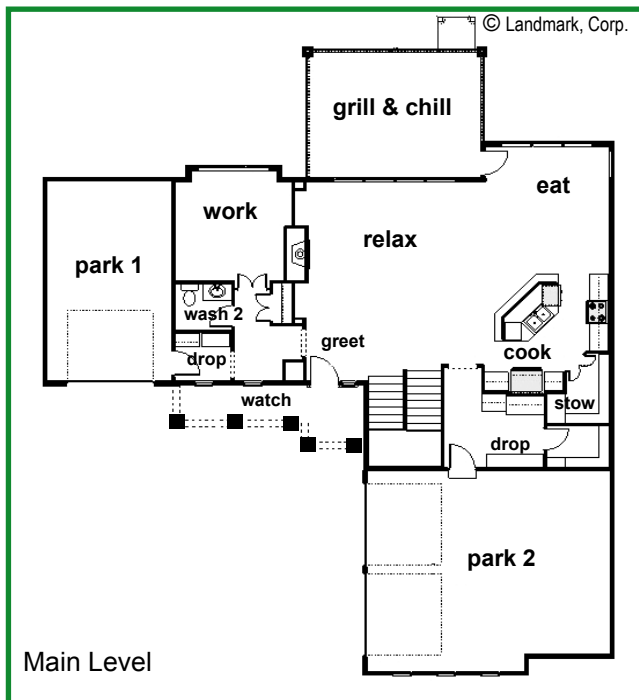 © Landmark, Corp.
grill & chill
eat
work
relax
park 1
wash 2
greet
cook
drop
watch
stow
drop
park 2
Main Level